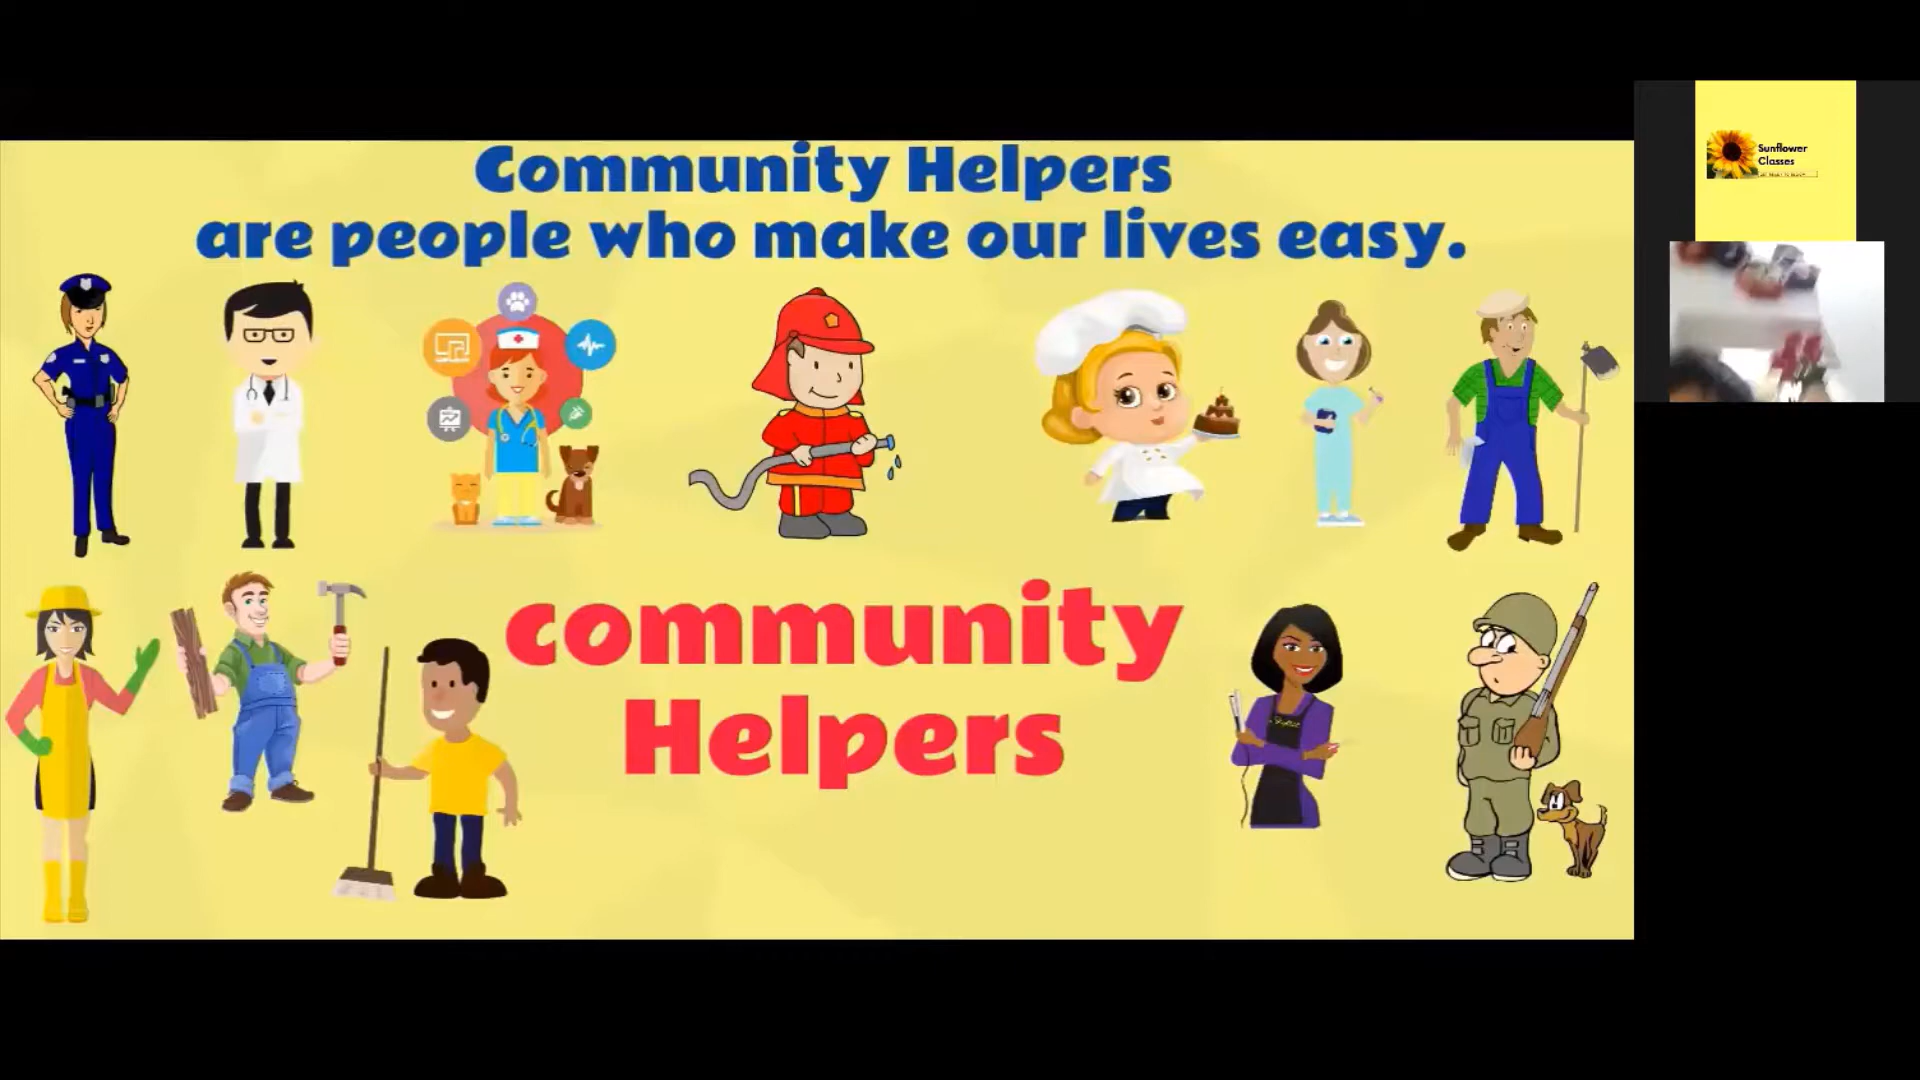 Community Helpers
are people who make our lives easy.
community
Helpers
Sunflower
Classes